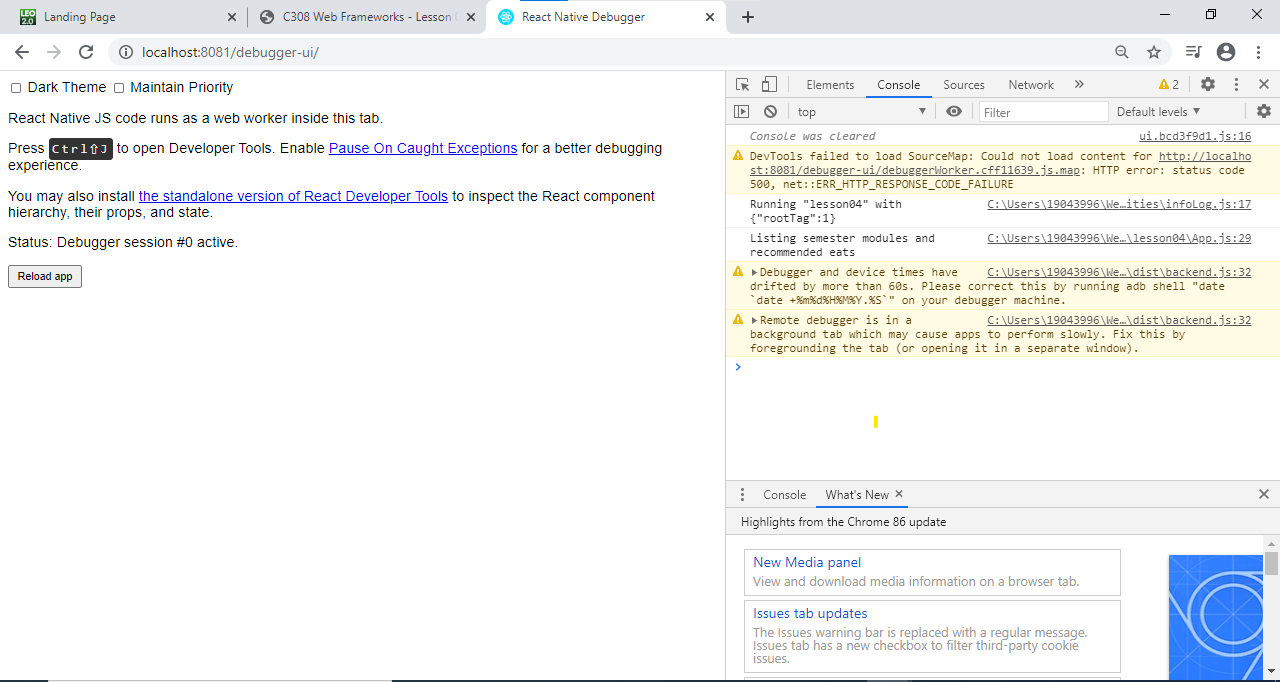 LEO 2.0 Landing Page
C308 Web Frameworks - Lesson
React Native Debugger
localhost:8081/debugger-ui/
Dark Theme Maintain Priority
React Native JS code runs as a web worker inside this tab.
Press Ctrl⇧J to open Developer Tools. Enable Pause On Caught Exceptions for a better debugging
experience.
You may also install the standalone version of React Developer Tools to inspect the React component
hierarchy, their props, and state.
Status: Debugger session #0 active.
Reload app
Elements Console Sources Network » 2
top ▼ Filter Default levels ▼
Console was cleared ui.bcd3f9d1.js:16
DevTools failed to load SourceMap: Could not load content for http://localho
st:8081/debugger-ui/debuggerWorker.cff11639.js.map: HTTP error: status code
500, net::ERR_HTTP_RESPONSE_CODE_FAILURE
Running "lesson04" with C:\Users\19043996\We…ities\infoLog.js:17
{"rootTag":1}
Listing semester modules and C:\Users\19043996\We…\lesson04\App.js:29
recommended eats
Debugger and device times have C:\Users\19043996\We…\dist\backend.js:32
drifted by more than 60s. Please correct this by running adb shell "date
`date +%m%d%H%M%Y.%S`" on your debugger machine.
Remote debugger is in a C:\Users\19043996\We…\dist\backend.js:32
background tab which may cause apps to perform slowly. Fix this by
foregrounding the tab (or opening it in a separate window).
Console What's New
Highlights from the Chrome 86 update
New Media panel
View and download media information on a browser tab.
Issues tab updates
The Issues warning bar is replaced with a regular message.
Issues tab has a new checkbox to filter third-party cookie
issues.